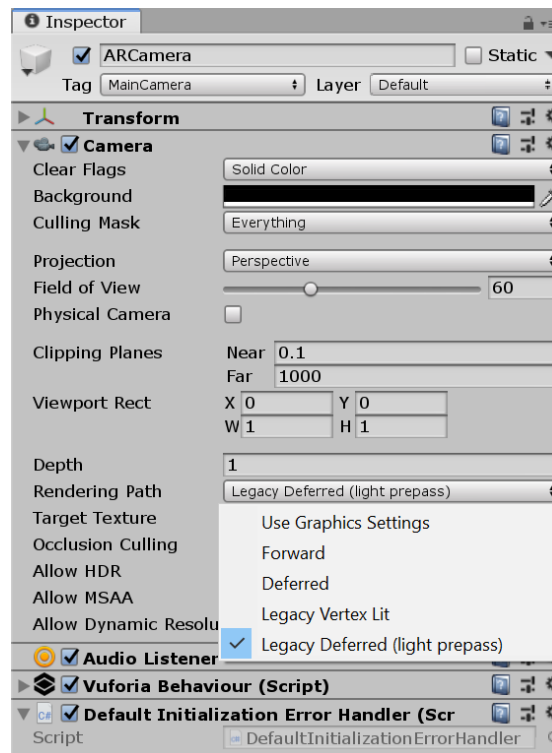 Inspector
ARCamera Static
Tag MainCamera Layer Default
Transform
Camera
Clear Flags Solid Color
Background
Culling Mask Everything
Projection Perspective
Field of View 60
Physical Camera
Clipping Planes Near 0.1
Far 1000
Viewport Rect X 0 Y 0
W 1 H 1
Depth 1
Rendering Path Legacy Deferred (light prepass)
Target Texture
Use Graphics Settings
Occlusion Culling
Forward
Allow HDR
Deferred
Allow MSAA
Legacy Vertex Lit
Allow Dynamic Resolu
Legacy Deferred (light prepass)
Audio Listener
Vuforia Behaviour (Script)
Default Initialization Error Handler (Scr
Script DefaultInitializationErrorHandler